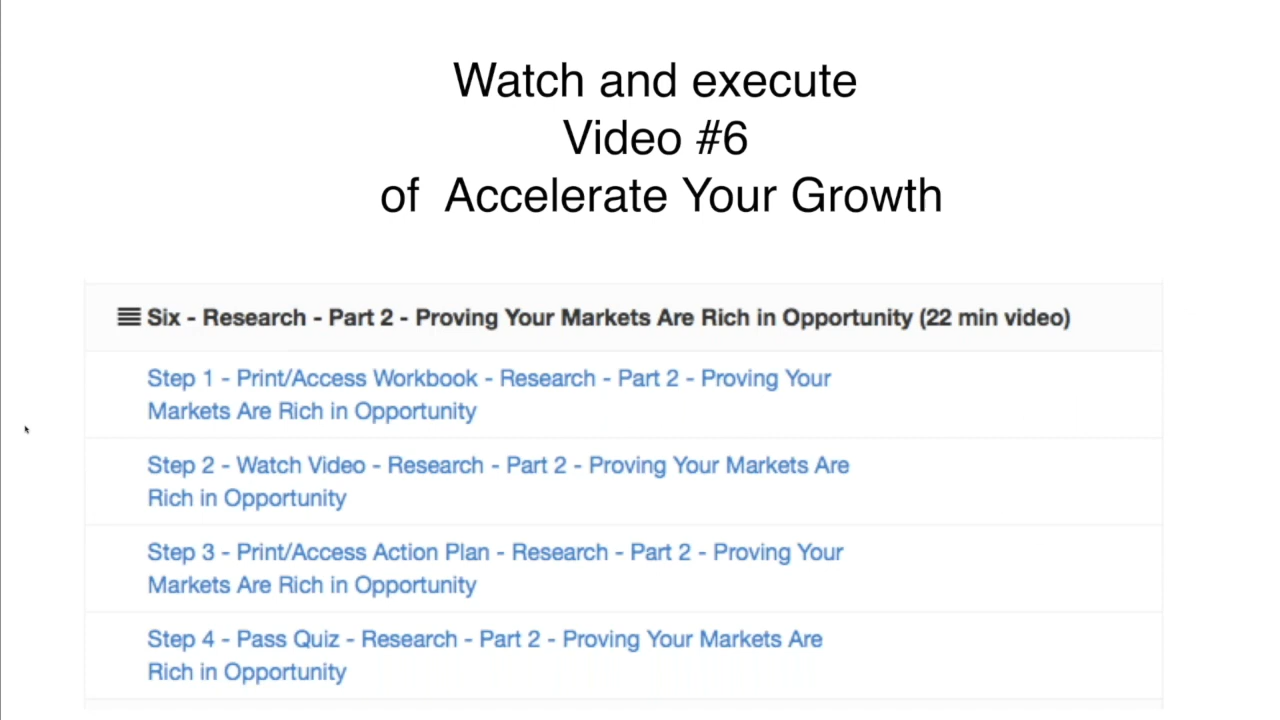 Watch and execute
Video #6
of Accelerate Your Growth
Six - Research - Part 2 - Proving Your Markets Are Rich in Opportunity (22 min video)
Step 1 - Print/Access Workbook - Research - Part 2 - Proving Your
Markets Are Rich in Opportunity
Step 2 - Watch Video - Research - Part 2 - Proving Your Markets Are
Rich in Opportunity
Step 3 - Print/Access Action Plan - Research - Part 2 - Proving Your
Markets Are Rich in Opportunity
Step 4 - Pass Quiz - Research - Part 2 - Proving Your Markets Are
Rich in Opportunity